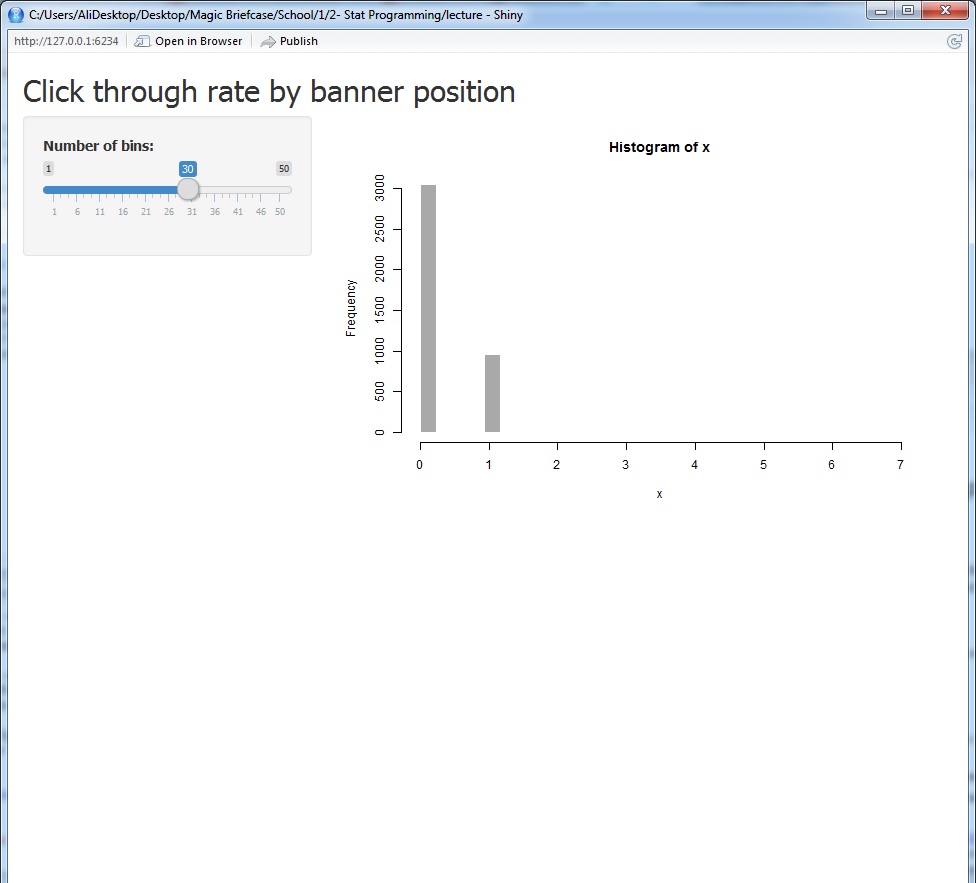 C:/Users/AliDesktop/Desktop/Magic Briefcase/School/1/2- Stat Programming/lecture - Shiny
http://127.0.0.1:6234 Open in Browser Publish
Click through rate by banner position
Number of bins:
1 30 50
1 6 11 16 21 26 31 36 41 46 50
Histogram of x
Frequency
3000
2500
2000
1500
1000
500
0
0 1 2 3 4 5 6 7
x